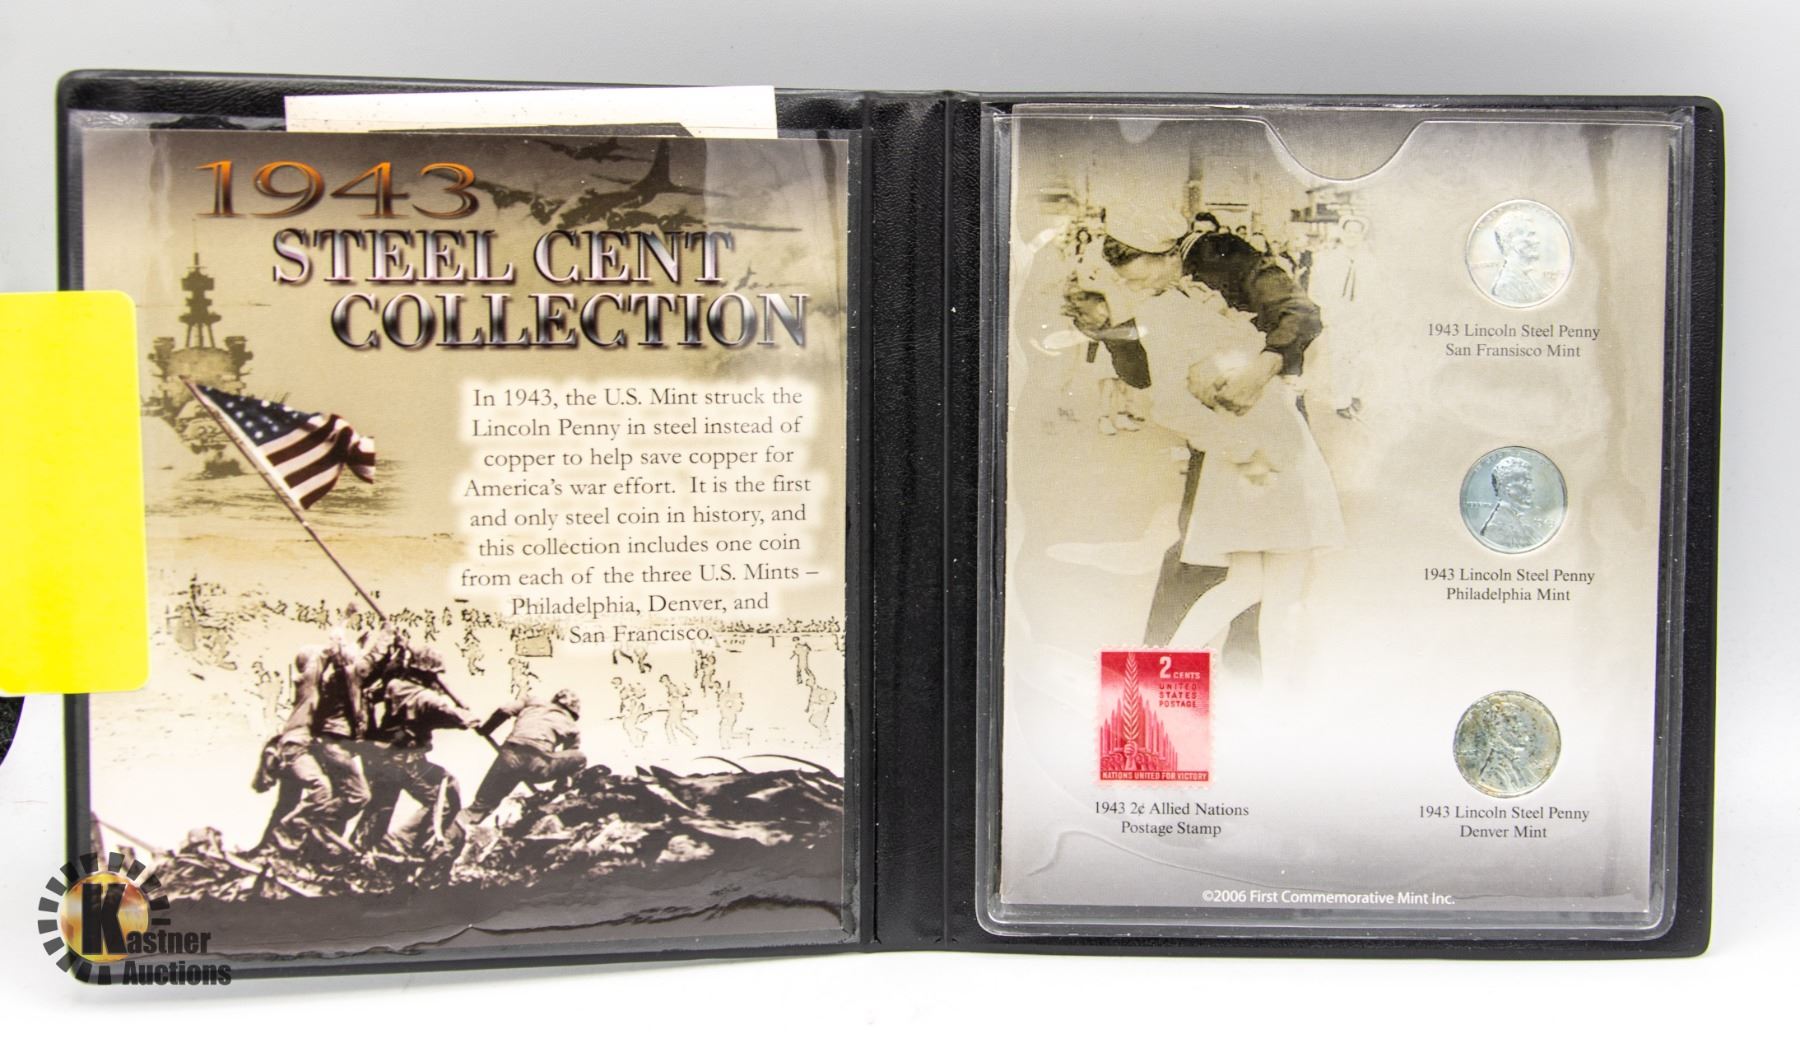 1943
STEEL CENT
COLLECTION
In 1943, the U.S. Mint struck the
Lincoln Penny in steel instead of
copper to help save copper for
America's war effort. It is the first
and only steel coin in history, and
this collection includes one coin
from each of the three U.S. Mints –
Philadelphia, Denver, and
San Francisco.
1943 Lincoln Steel Penny
San Fransisco Mint
1943 Lincoln Steel Penny
Philadelphia Mint
2 CENTS
UNITED
STATES
POSTAGE
NATIONS UNITED FOR VICTORY
1943 2¢ Allied Nations
Postage Stamp
1943 Lincoln Steel Penny
Denver Mint
©2006 First Commemorative Mint Inc.
Kastner
Auctions